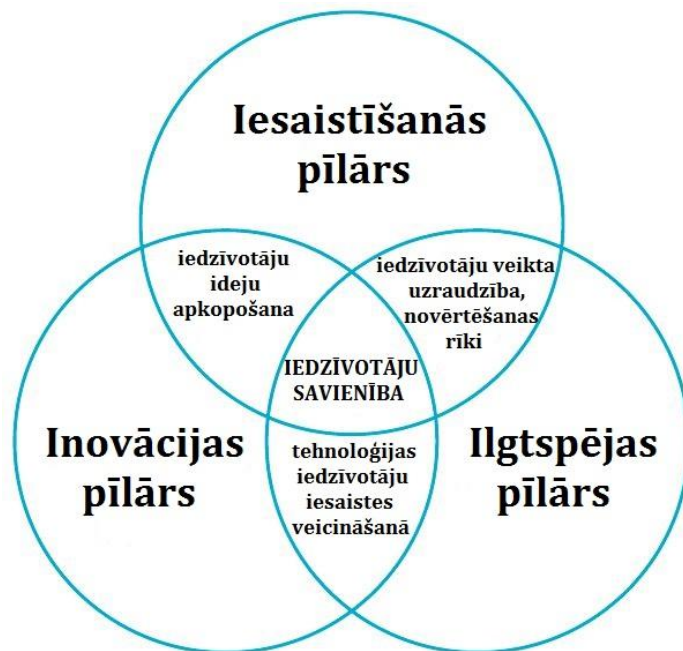 Iesaistīšanās
pīlārs
iedzīvotāju
ideju
apkopošana
iedzīvotāju veikta
uzraudzība,
novērtēšanas
rīki
IEDZĪVOTĀJU
SAVIENĪBA
Inovācijas
pīlārs
tehnoloģijas
iedzīvotāju
iesaistes
veicināšanā
Ilgtspējas
pīlārs